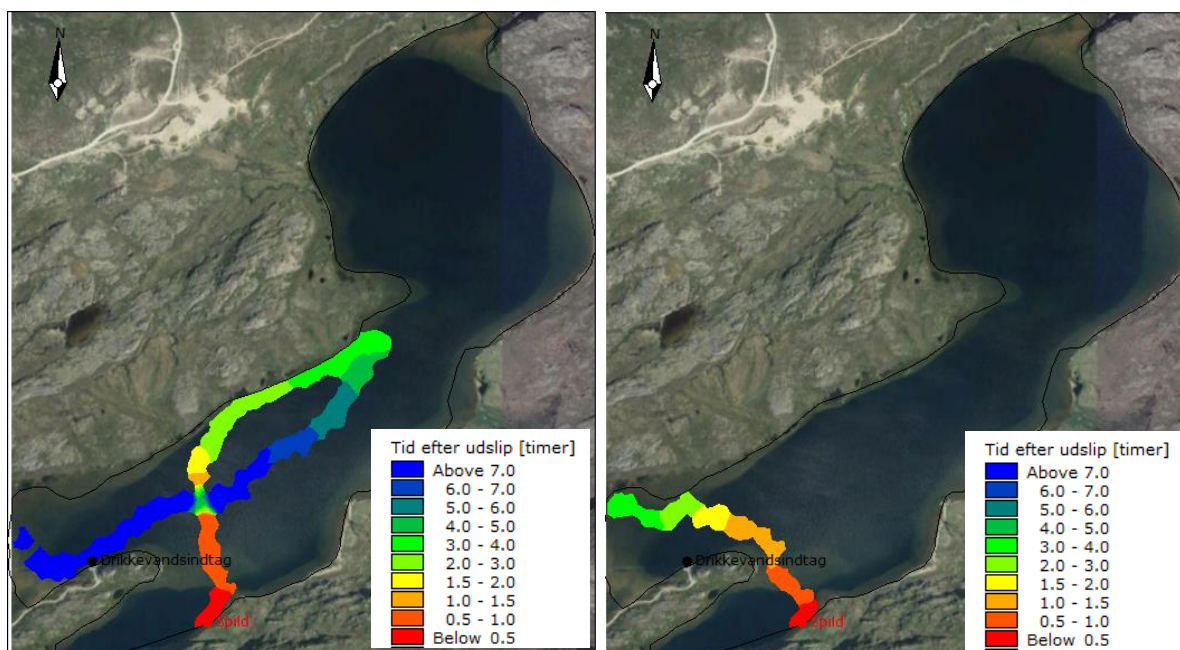 N
Drikkevandsindtag
Spild
Tid efter udslip [timer]
Above 7.0
6.0 - 7.0
5.0 - 6.0
4.0 - 5.0
3.0 - 4.0
2.0 - 3.0
1.5 - 2.0
1.0 - 1.5
0.5 - 1.0
Below 0.5
N
Drikkevandsindtag
Spild
Tid efter udslip [timer]
Above 7.0
6.0 - 7.0
5.0 - 6.0
4.0 - 5.0
3.0 - 4.0
2.0 - 3.0
1.5 - 2.0
1.0 - 1.5
0.5 - 1.0
Below 0.5